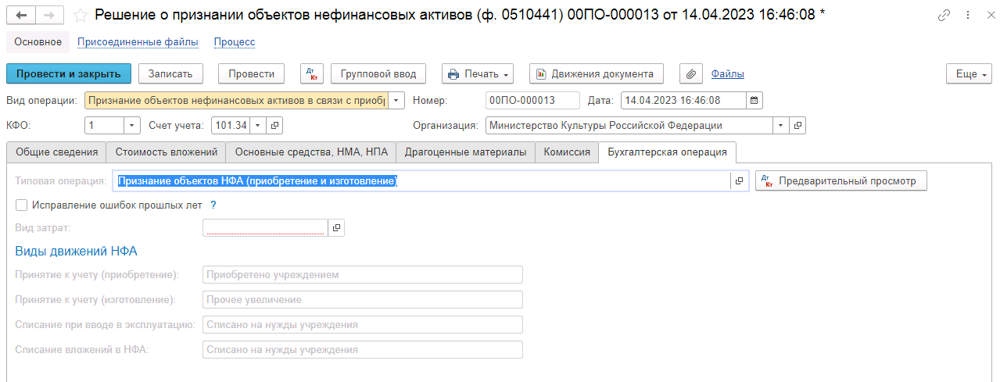 Решение о признании объектов нефинансовых активов (ф. 0510441) 00ПО-000013 от 14.04.2023 16:46:08 *
Основное Присоединенные файлы Процесс
Провести и закрыть Записать Провести Дт Кт Групповой ввод Печать Движения документа Файлы Еще
Вид операции: Признание объектов нефинансовых активов в связи с приобр Номер: 00ПО-000013 Дата: 14.04.2023 16:46:08
КФО: 1 Счет учета: 101.34 Организация: Министерство Культуры Российской Федерации
Общие сведения Стоимость вложений Основные средства, НМА, НПА Драгоценные материалы Комиссия Бухгалтерская операция
Типовая операция: Признание объектов НФА (приобретение и изготовление) Дт Кт Предварительный просмотр
Исправление ошибок прошлых лет ?
Вид затрат:
Виды движений НФА
Принятие к учету (приобретение): Приобретено учреждением
Принятие к учету (изготовление): Прочее увеличение
Списание при вводе в эксплуатацию: Списано на нужды учреждения
Списание вложений в НФА: Списано на нужды учреждения